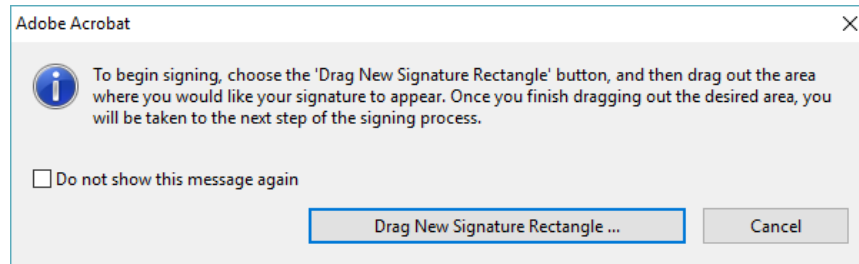 Adobe Acrobat
To begin signing, choose the 'Drag New Signature Rectangle' button, and then drag out the area
where you would like your signature to appear. Once you finish dragging out the desired area, you
will be taken to the next step of the signing process.
Do not show this message again
Drag New Signature Rectangle ...
Cancel